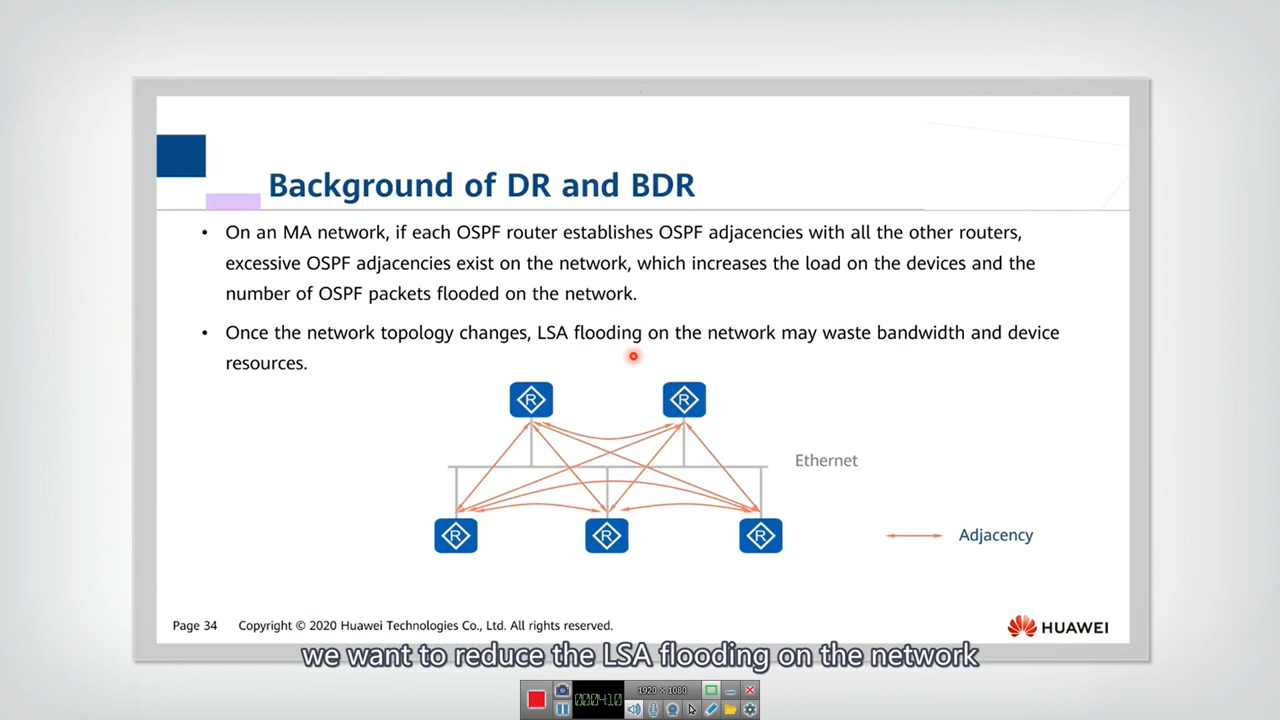 Background of DR and BDR
• On an MA network, if each OSPF router establishes OSPF adjacencies with all the other routers,
excessive OSPF adjacencies exist on the network, which increases the load on the devices and the
number of OSPF packets flooded on the network.
• Once the network topology changes, LSA flooding on the network may waste bandwidth and device
resources.
R R
Ethernet
R R R
Adjacency
Page 34 Copyright © 2020 Huawei Technologies Co., Ltd. All rights reserved.
HUAWEI
we want to reduce the LSA flooding on the network
1920 × 1080